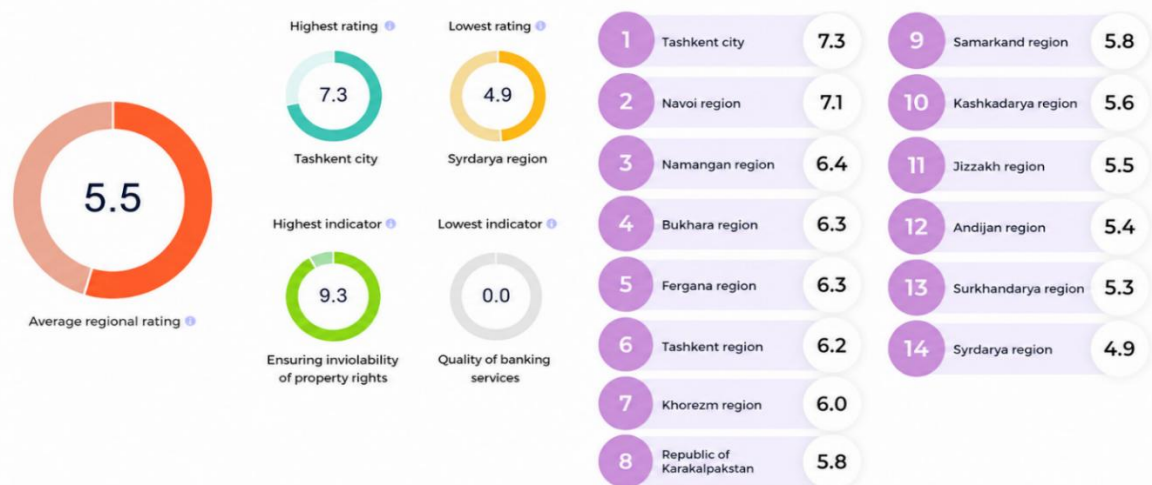 5.5
Average regional rating
Highest rating
7.3
Tashkent city
Lowest rating
4.9
Syrdarya region
Highest indicator
9.3
Ensuring inviolability
of property rights
Lowest indicator
0.0
Quality of banking
services
1 Tashkent city 7.3
2 Navoi region 7.1
3 Namangan region 6.4
4 Bukhara region 6.3
5 Fergana region 6.3
6 Tashkent region 6.2
7 Khorezm region 6.0
8 Republic of
Karakalpakstan 5.8
9 Samarkand region 5.8
10 Kashkadarya region 5.6
11 Jizzakh region 5.5
12 Andijan region 5.4
13 Surkhandarya region 5.3
14 Syrdarya region 4.9